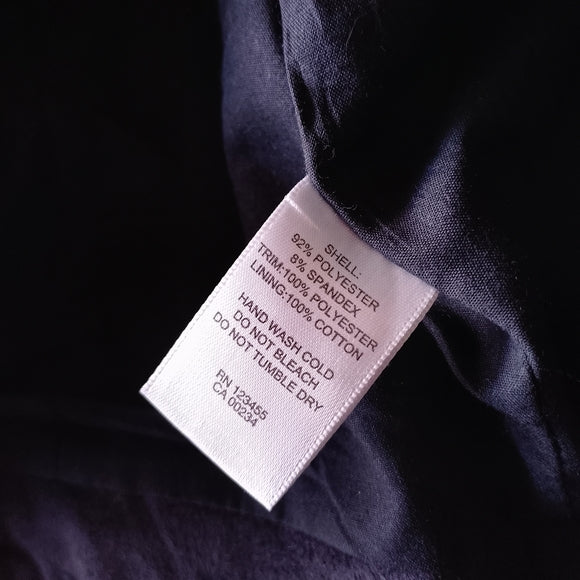 SHELL:
92% POLYESTER
8% SPANDEX
TRIM:100% POLYESTER
LINING:100% COTTON
HAND WASH COLD
DO NOT BLEACH
DO NOT TUMBLE DRY
RN 123455
CA 00234